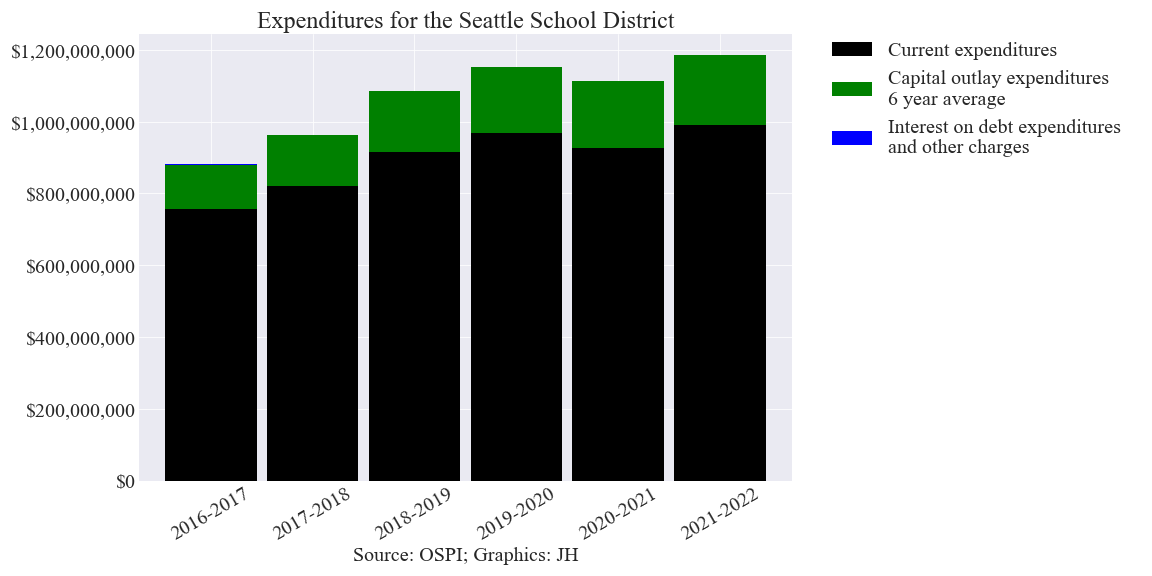 Expenditures for the Seattle School District
$1,200,000,000
$1,000,000,000
$800,000,000
$600,000,000
$400,000,000
$200,000,000
$0
2016-2017
2017-2018
2018-2019
2019-2020
2020-2021
2021-2022
Source: OSPI; Graphics: JH
Current expenditures
Capital outlay expenditures
6 year average
Interest on debt expenditures
and other charges